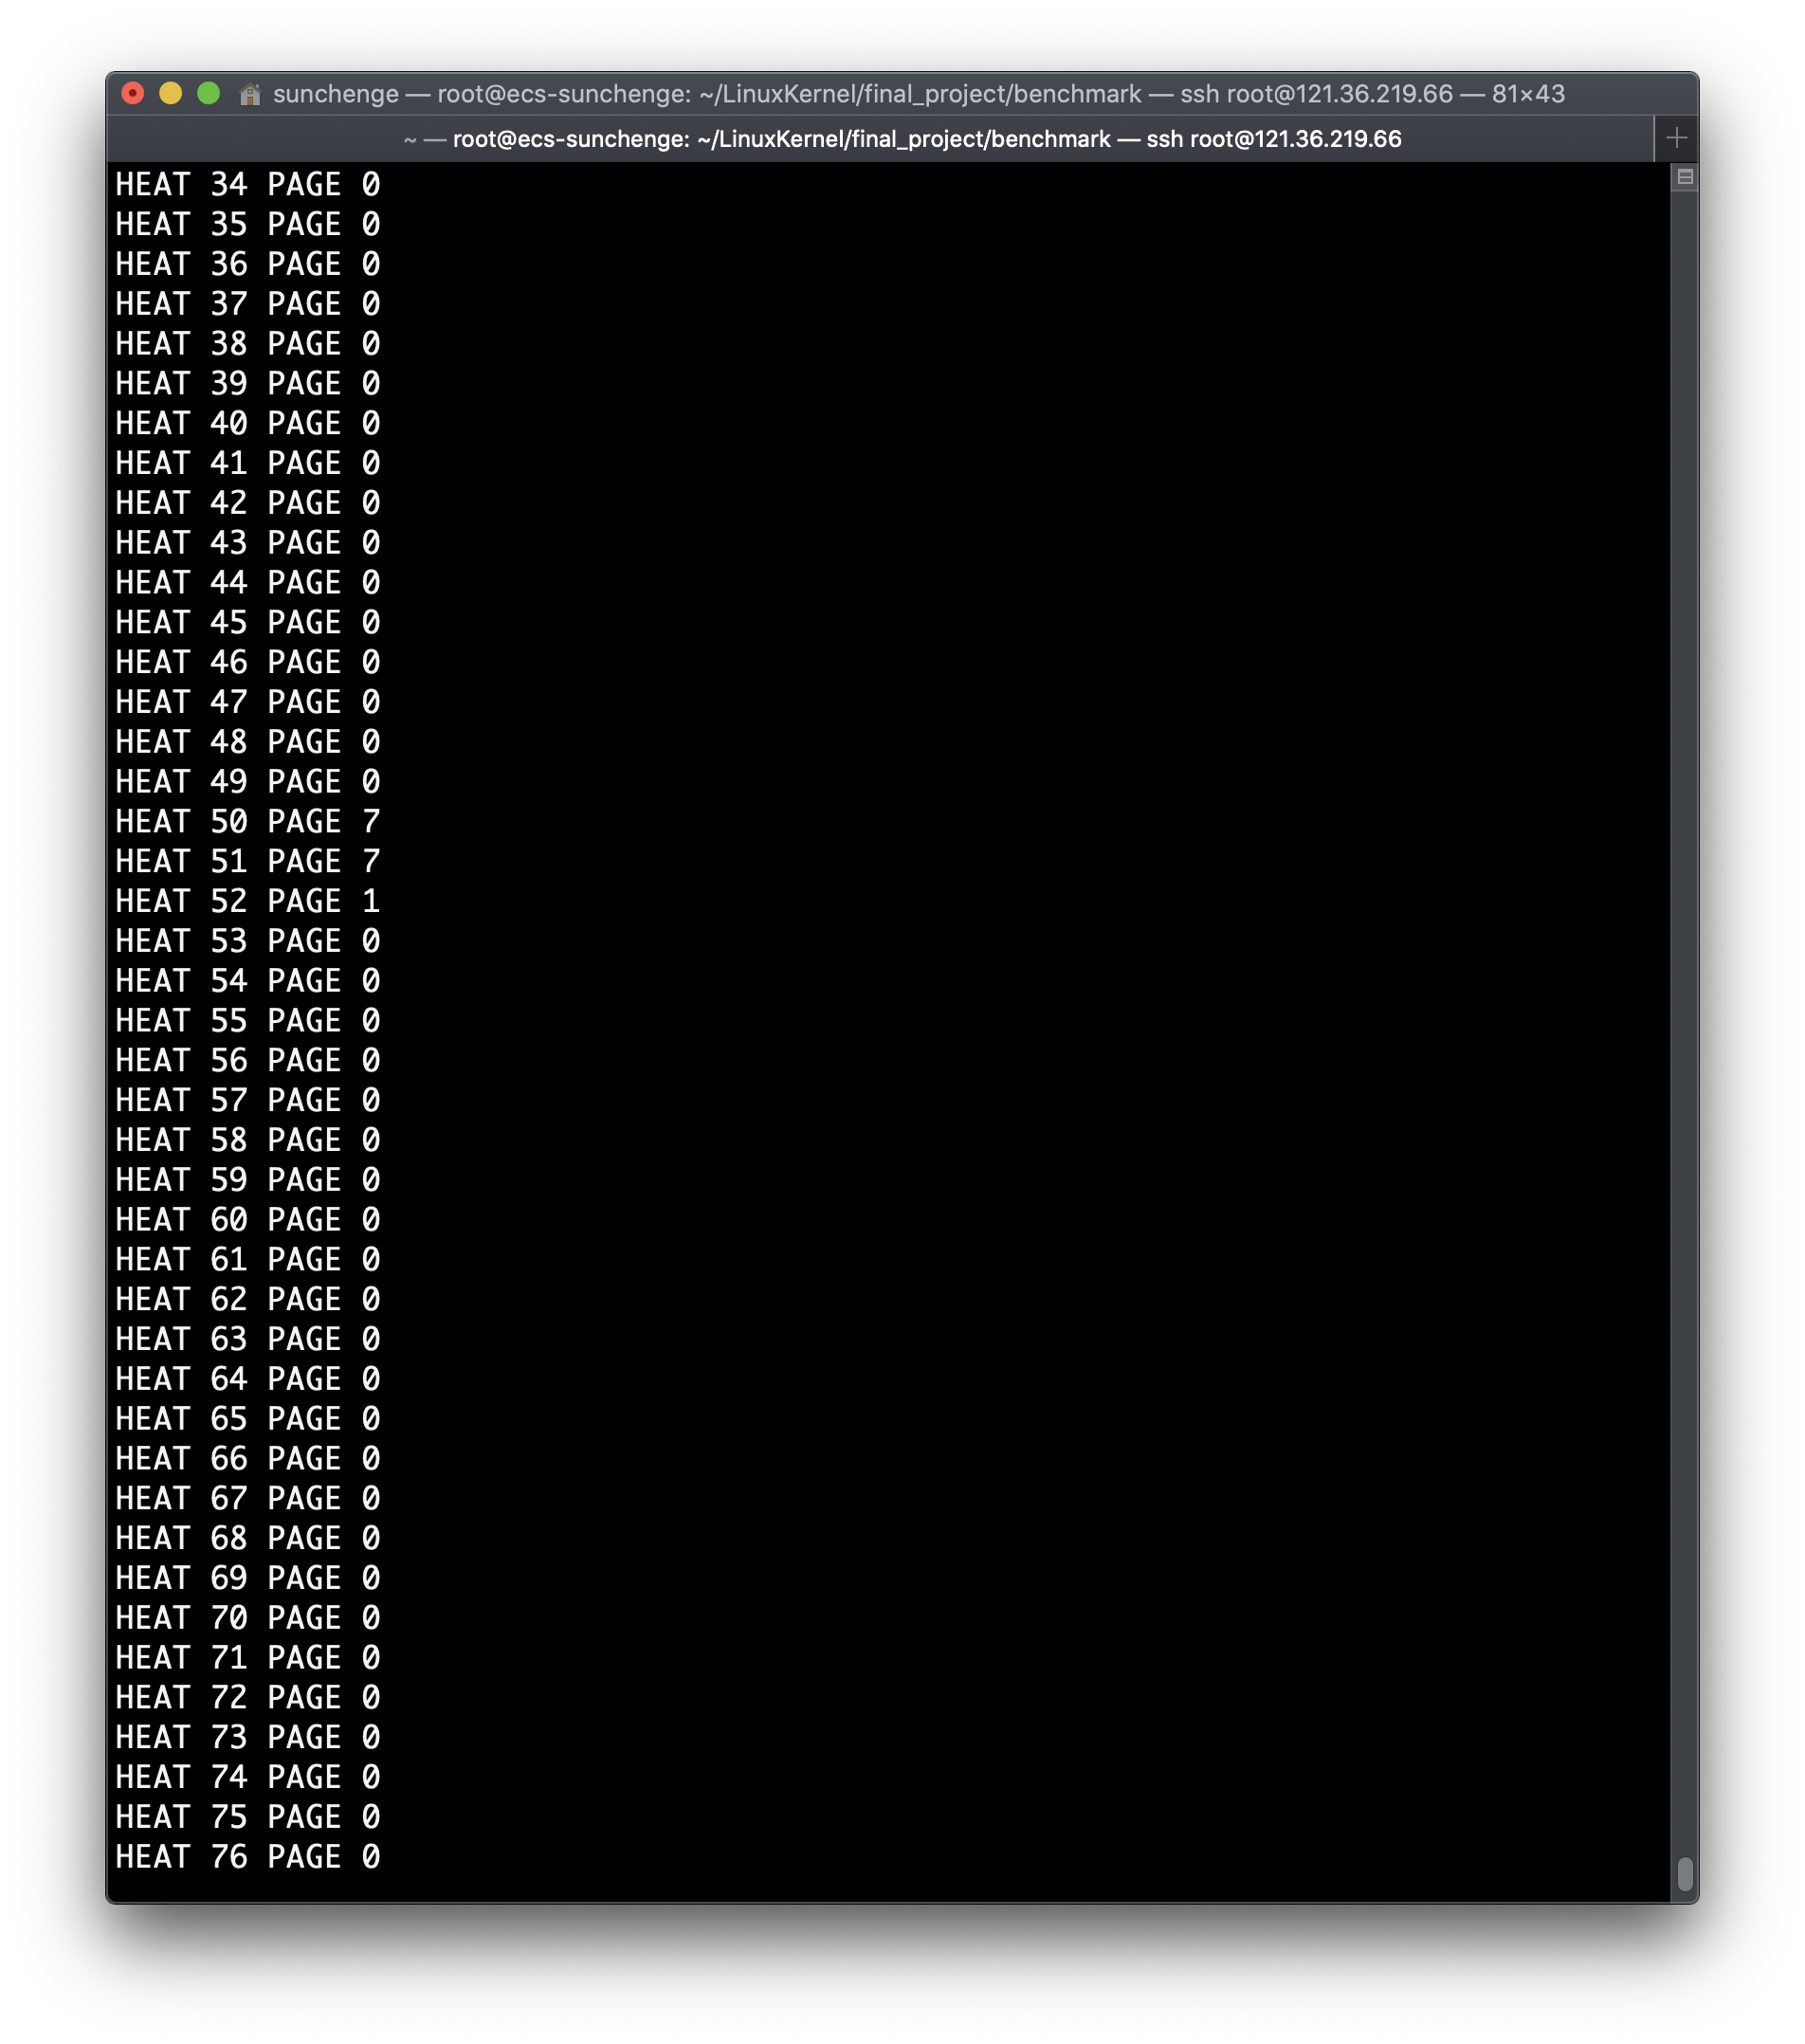 sunchenge — root@ecs-sunchenge: ~/LinuxKernel/final_project/benchmark — ssh root@121.36.219.66 — 81×43
~ — root@ecs-sunchenge: ~/LinuxKernel/final_project/benchmark — ssh root@121.36.219.66
HEAT 34 PAGE 0
HEAT 35 PAGE 0
HEAT 36 PAGE 0
HEAT 37 PAGE 0
HEAT 38 PAGE 0
HEAT 39 PAGE 0
HEAT 40 PAGE 0
HEAT 41 PAGE 0
HEAT 42 PAGE 0
HEAT 43 PAGE 0
HEAT 44 PAGE 0
HEAT 45 PAGE 0
HEAT 46 PAGE 0
HEAT 47 PAGE 0
HEAT 48 PAGE 0
HEAT 49 PAGE 0
HEAT 50 PAGE 7
HEAT 51 PAGE 7
HEAT 52 PAGE 1
HEAT 53 PAGE 0
HEAT 54 PAGE 0
HEAT 55 PAGE 0
HEAT 56 PAGE 0
HEAT 57 PAGE 0
HEAT 58 PAGE 0
HEAT 59 PAGE 0
HEAT 60 PAGE 0
HEAT 61 PAGE 0
HEAT 62 PAGE 0
HEAT 63 PAGE 0
HEAT 64 PAGE 0
HEAT 65 PAGE 0
HEAT 66 PAGE 0
HEAT 67 PAGE 0
HEAT 68 PAGE 0
HEAT 69 PAGE 0
HEAT 70 PAGE 0
HEAT 71 PAGE 0
HEAT 72 PAGE 0
HEAT 73 PAGE 0
HEAT 74 PAGE 0
HEAT 75 PAGE 0
HEAT 76 PAGE 0